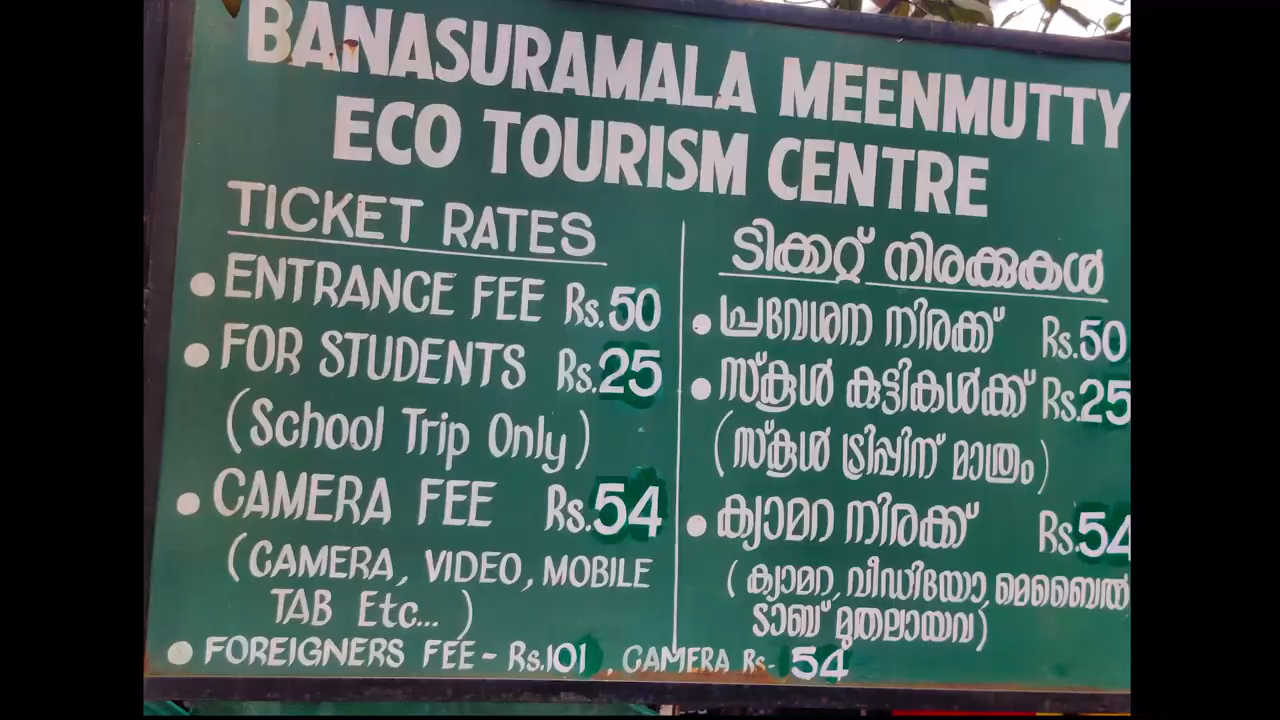 BANASURAMALA MEENMUTTY
ECO TOURISM CENTRE
TICKET RATES
• ENTRANCE FEE Rs.50
• FOR STUDENTS Rs.25
(School Trip Only)
• CAMERA FEE Rs.54
(CAMERA, VIDEO, MOBILE
TAB Etc...)
ടിക്കറ്റ് നിരക്കുകൾ
• പ്രവേശന നിരക്ക് Rs.50
• സ്കൂൾ കുട്ടികൾക്ക് Rs.25
(സ്കൂൾ ട്രിപ്പിന് മാത്രം)
• ക്യാമറ നിരക്ക് Rs.54
(ക്യാമറ, വീഡിയോ, മൊബൈൽ
ടാബ് മുതലായവ)
• FOREIGNERS FEE - Rs.101, CAMERA Rs- 54